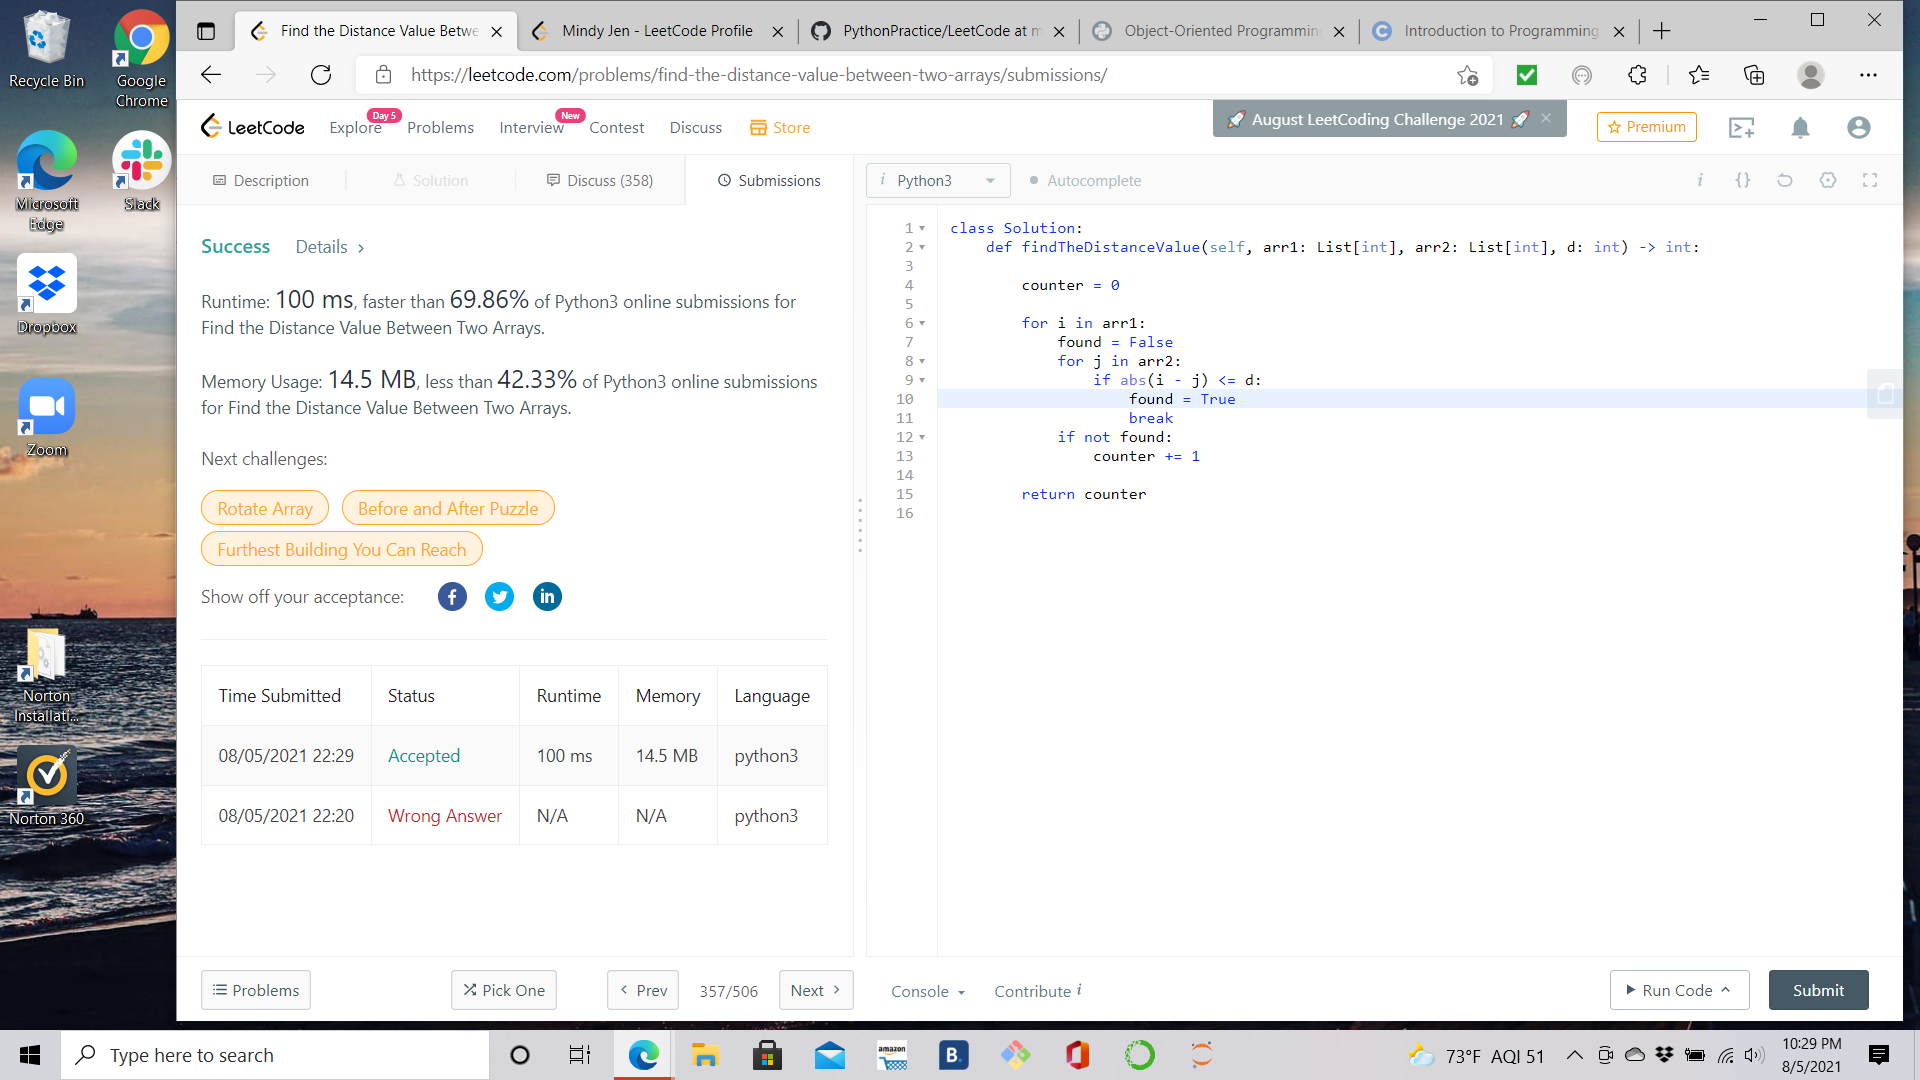 Recycle Bin
Google Chrome
Microsoft Edge
Slack
Dropbox
Zoom
Norton Installati...
Norton 360
Find the Distance Value Betwe
Mindy Jen - LeetCode Profile
PythonPractice/LeetCode at m
Object-Oriented Programmin
Introduction to Programming
https://leetcode.com/problems/find-the-distance-value-between-two-arrays/submissions/
LeetCode
Explore
Day 5
Problems
Interview
New
Contest
Discuss
Store
August LeetCoding Challenge 2021
Premium
Description
Solution
Discuss (358)
Submissions
i Python3
Autocomplete
i {}
Success Details >
Runtime: 100 ms, faster than 69.86% of Python3 online submissions for
Find the Distance Value Between Two Arrays.
Memory Usage: 14.5 MB, less than 42.33% of Python3 online submissions
for Find the Distance Value Between Two Arrays.
Next challenges:
Rotate Array
Before and After Puzzle
Furthest Building You Can Reach
Show off your acceptance:
Time Submitted Status Runtime Memory Language
08/05/2021 22:29 Accepted 100 ms 14.5 MB python3
08/05/2021 22:20 Wrong Answer N/A N/A python3
1 class Solution:
2 def findTheDistanceValue(self, arr1: List[int], arr2: List[int], d: int) -> int:
3
4 counter = 0
5
6 for i in arr1:
7 found = False
8 for j in arr2:
9 if abs(i - j) <= d:
10 found = True
11 break
12 if not found:
13 counter += 1
14
15 return counter
16
Problems
Pick One
Prev
357/506
Next
Console
Contribute i
Run Code
Submit
Type here to search
amazon
B.
73°F AQI 51
10:29 PM
8/5/2021